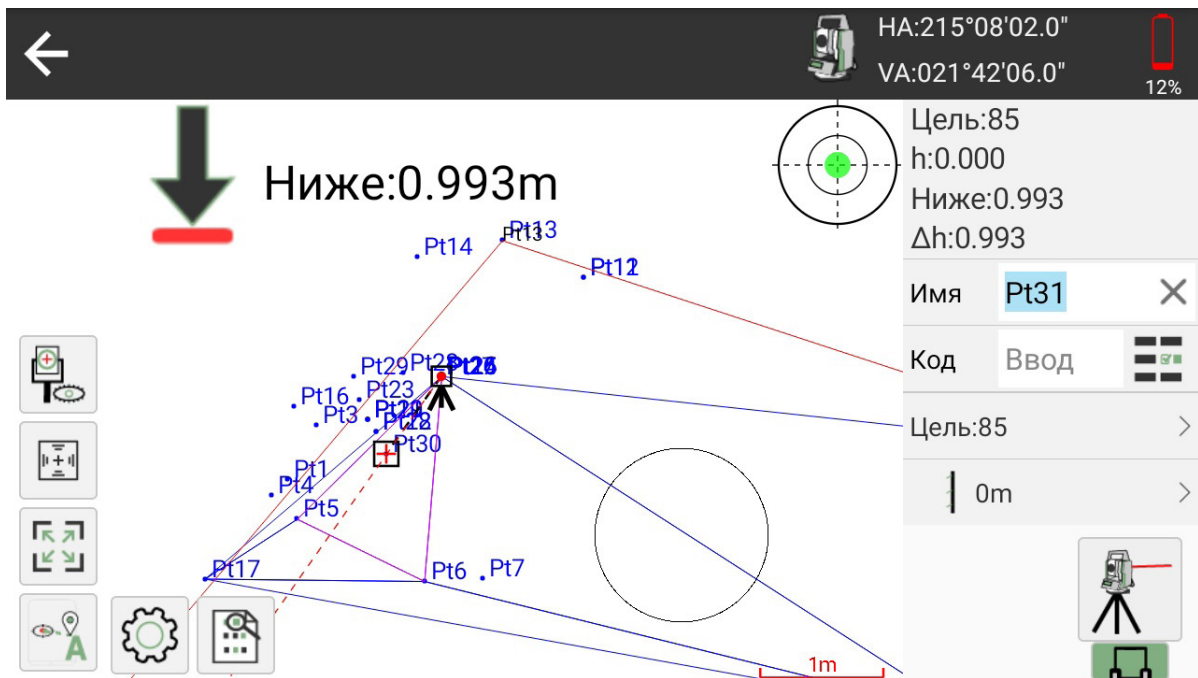 HA:215°08'02.0"
VA:021°42'06.0"
12%
Ниже:0.993m
Цель:85
h:0.000
Ниже:0.993
Δh:0.993
Имя Pt31
Код Ввод
Цель:85
0m
Pt13
Pt13
Pt14
Pt29
Pt16
Pt23
Pt3
Pt30
Pt1
Pt4
Pt5
Pt17
Pt6
Pt7
A
1m